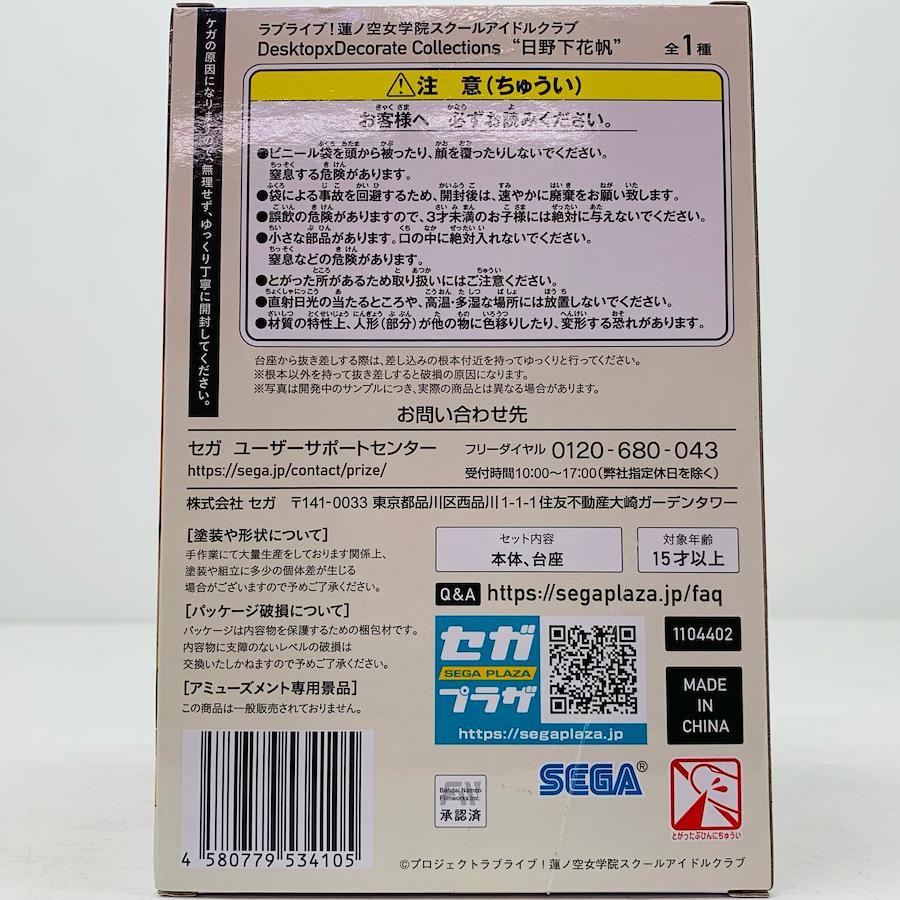 ラブライブ！蓮ノ空女学院スクールアイドルクラブ
DesktopxDecorate Collections “日野下花帆”
全1種
ケガの原因になりますので、無理せず、ゆっくり丁寧に開封してください。
⚠注 意(ちゅうい)
お客様へ 必ずお読みください。
●ビニール袋を頭から被ったり、顔を覆ったりしないでください。
窒息する危険があります。
●袋による事故を回避するため、開封後は、速やかに廃棄をお願い致します。
●誤飲の危険がありますので、3才未満のお子様には絶対に与えないでください。
●小さな部品があります。口の中に絶対入れないでください。
窒息などの危険があります。
●とがった所があるため取り扱いにはご注意ください。
●直射日光の当たるところや、高温・多湿な場所には放置しないでください。
●材質の特性上、人形(部分)が他の物に色移りしたり、変形する恐れがあります。
台座から抜き差しする際は、差し込みの根本付近を持ってゆっくりと行ってください。
※根本以外を持って抜き差しすると破損の原因になります。
※写真は開発中のサンプルにつき、実際の商品とは異なる場合があります。
お問い合わせ先
セガ ユーザーサポートセンター
フリーダイヤル 0120-680-043
https://sega.jp/contact/prize/
受付時間10:00〜17:00(弊社指定休日を除く)
株式会社 セガ 〒141-0033 東京都品川区西品川1-1-1住友不動産大崎ガーデンタワー
[塗装や形状について]
手作業にて大量生産をしております関係上、
塗装や組立に多少の個体差が生じる
場合がございますので予めご了承ください。
[パッケージ破損について]
パッケージは内容物を保護するための梱包材です。
内容物に支障のないレベルの破損は
交換いたしかねますので予めご了承ください。
[アミューズメント専用景品]
この商品は一般販売されておりません。
セット内容
本体、台座
対象年齢
15才以上
Q&A https://segaplaza.jp/faq
セガ
SEGA PLAZA
プラザ
https://segaplaza.jp
1104402
MADE
IN
CHINA
4 580779 534105
Bandai Namco
Filmworks Inc.
承認済
SEGA®
とがったぶひんにちゅうい
©プロジェクトラブライブ！蓮ノ空女学院スクールアイドルクラブ